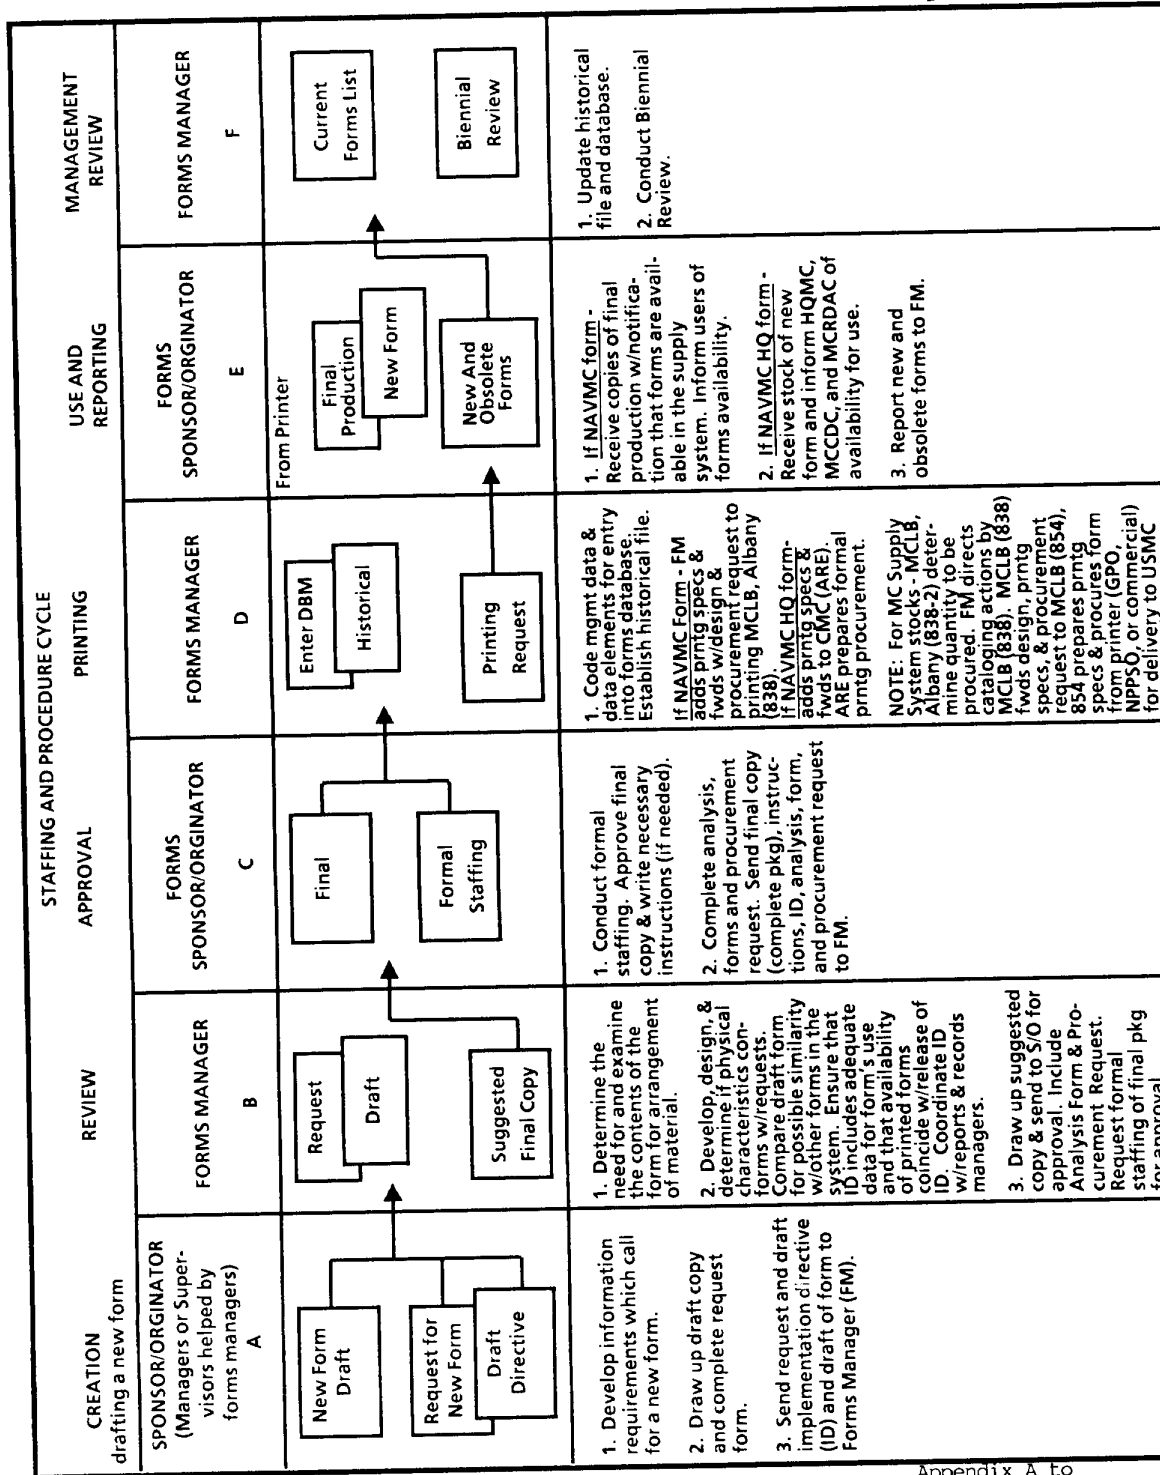 STAFFING AND PROCEDURE CYCLE
CREATION
drafting a new form
REVIEW
APPROVAL
PRINTING
USE AND
REPORTING
MANAGEMENT
REVIEW
SPONSOR/ORGINATOR
(Managers or Super-
visors helped by
forms managers)
A
FORMS MANAGER
B
FORMS
SPONSOR/ORGINATOR
C
FORMS MANAGER
D
FORMS
SPONSOR/ORGINATOR
E
FORMS MANAGER
F
New Form
Draft
Request for
New Form
Draft
Directive
Request
Draft
Suggested
Final Copy
Final
Formal
Staffing
Enter DBM
Historical
Printing
Request
From Printer
Final
Production
New Form
New And
Obsolete
Forms
Current
Forms List
Biennial
Review
1. Develop information
requirements which call
for a new form.
2. Draw up draft copy
and complete request
form.
3. Send request and draft
implementation directive
(ID) and draft of form to
Forms Manager (FM).
1. Determine the
need for and examine
the contents of the
form for arrangement
of material.
2. Develop, design, &
determine if physical
characteristics con-
forms w/requests.
Compare draft form
for possible similarity
w/other forms in the
system. Ensure that
ID includes adequate
data for form's use
and that availability
of printed forms
coincide w/release of
ID. Coordinate ID
w/reports & records
managers.
3. Draw up suggested
copy & send to S/O for
approval. Include
Analysis Form & Pro-
curement Request.
Request formal
staffing of final pkg
for approval
1. Conduct formal
staffing. Approve final
copy & write necessary
instructions (if needed).
2. Complete analysis,
forms and procurement
request. Send final copy
(complete pkg), instruc-
tions, ID, analysis, form,
and procurement request
to FM.
1. Code mgmt data &
data elements for entry
into forms database.
Establish historical file.
If NAVMC Form - FM
adds prntg specs &
fwds w/design &
procurement request to
printing MCLB, Albany
(838).
If NAVMC HQ form-
adds prntg specs &
fwds to CMC (ARE).
ARE prepares formal
prntg procurement.
NOTE: For MC Supply
System stocks - MCLB,
Albany (838-2) deter-
mine quantity to be
procured. FM directs
cataloging actions by
MCLB (838). MCLB (838)
fwds design, prntg
specs, & procurement
request to MCLB (854),
854 prepares prntg
specs & procures form
from printer (GPO,
NPPSO, or commercial)
for delivery to USMC
1. If NAVMC form -
Receive copies of final
production w/notifica-
tion that forms are avail-
able in the supply
system. Inform users of
forms availability.
2. If NAVMC HQ form -
Receive stock of new
form and inform HQMC,
MCCDC, and MCRDAC of
availability for use.
3. Report new and
obsolete forms to FM.
1. Update historical
file and database.
2. Conduct Biennial
Review.
Appendix A to